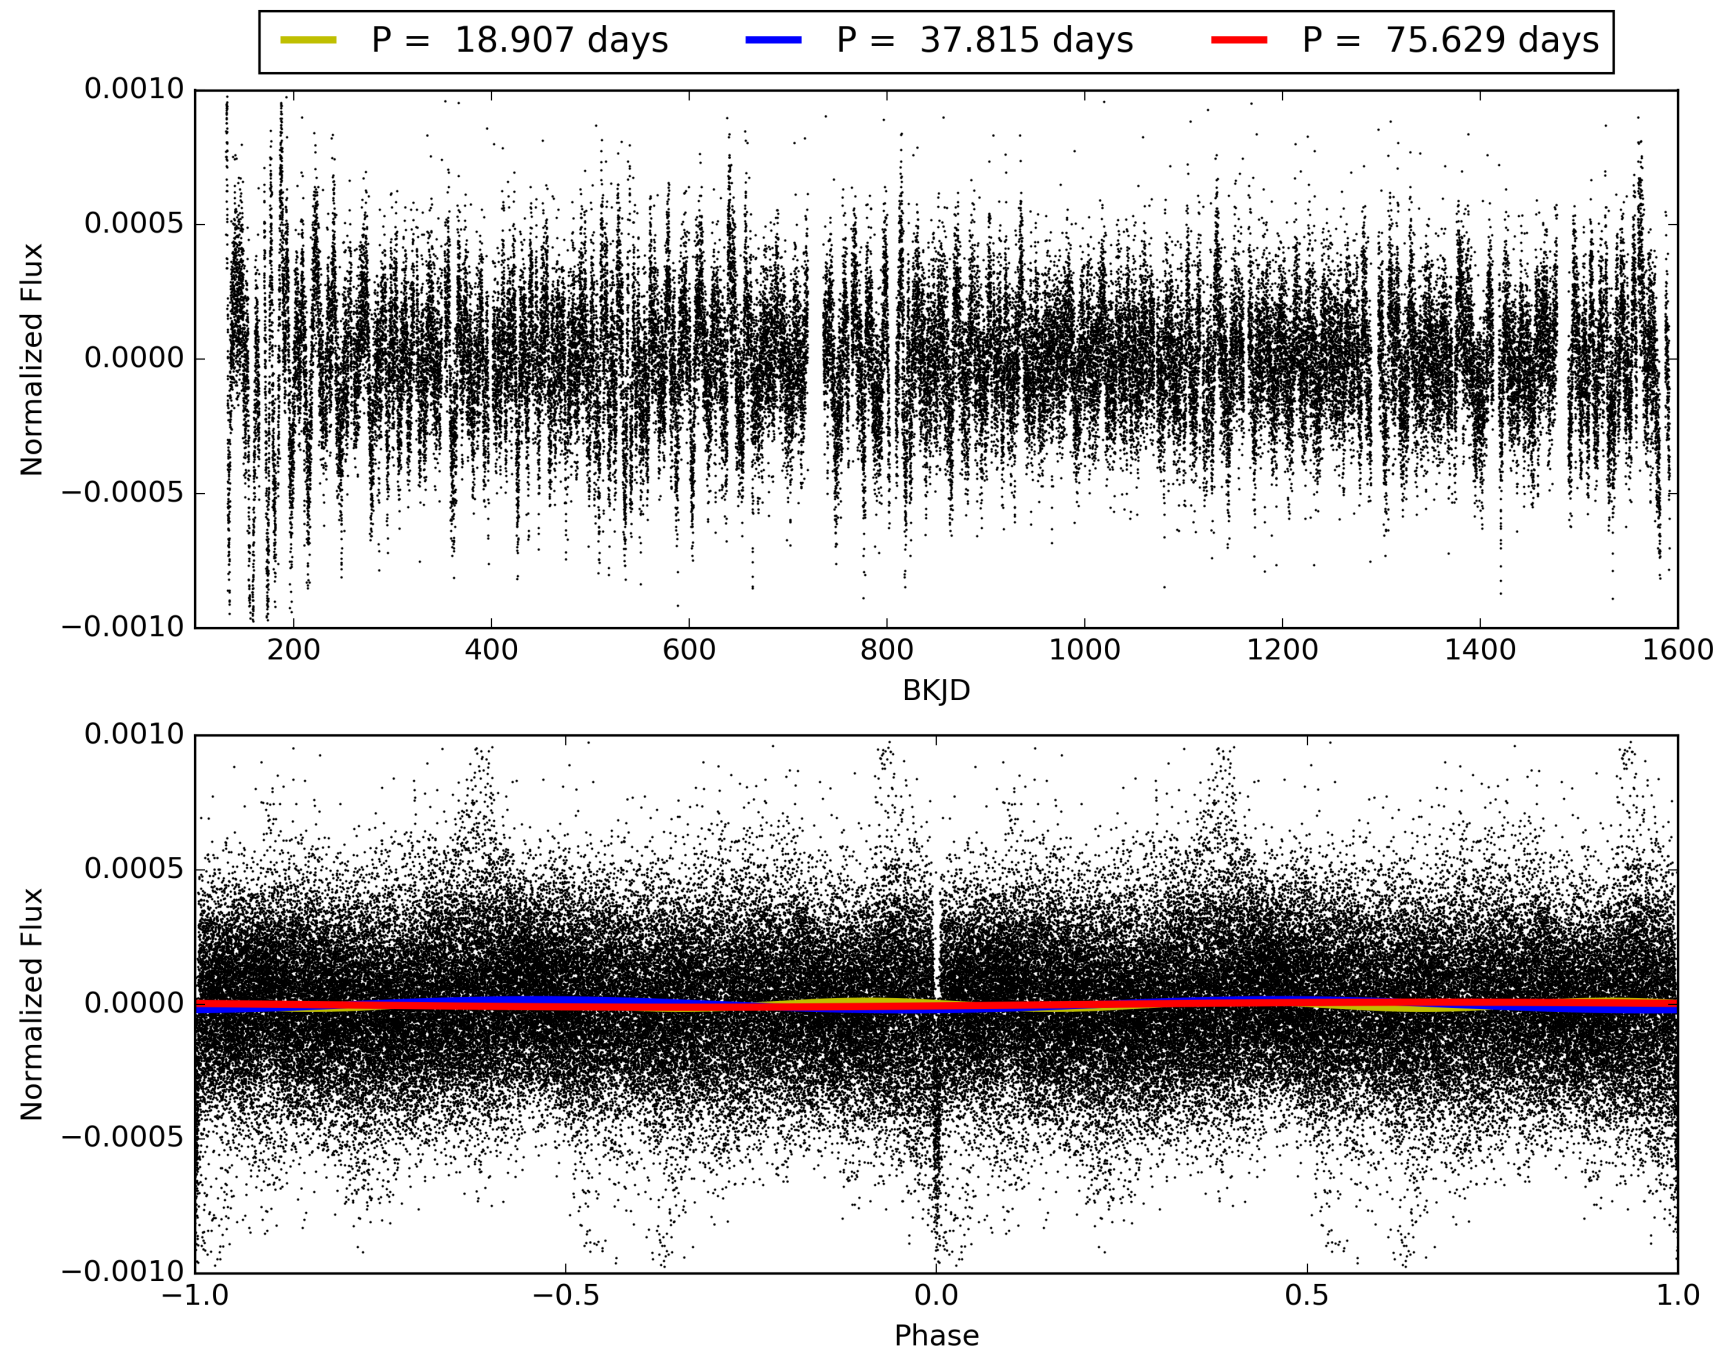 P = 18.907 days P = 37.815 days P = 75.629 days
0.0010
0.0005
0.0000
−0.0005
−0.0010
Normalized Flux
200 400 600 800 1000 1200 1400 1600
BKJD
0.0010
0.0005
0.0000
−0.0005
−0.0010
Normalized Flux
−1.0 −0.5 0.0 0.5 1.0
Phase